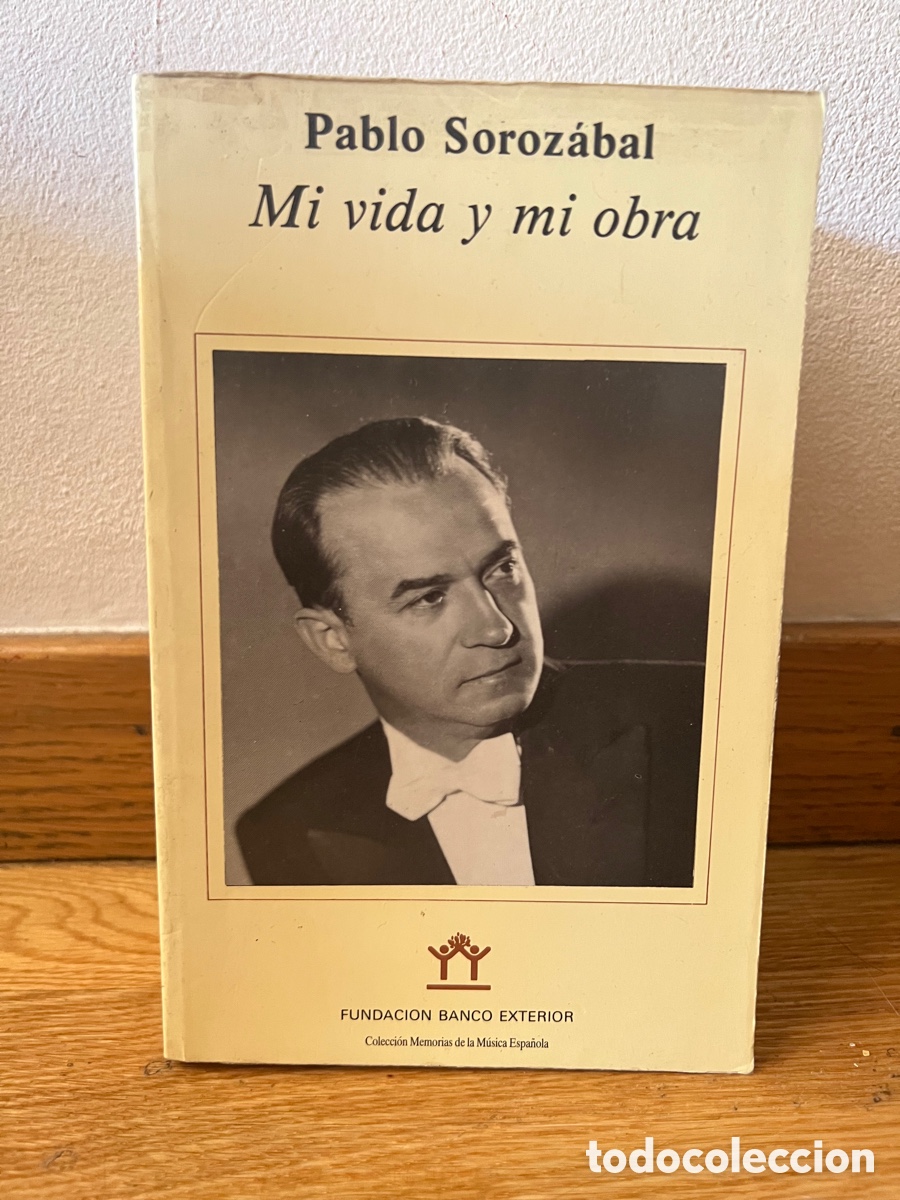 Pablo Sorozábal
Mi vida y mi obra
FUNDACION BANCO EXTERIOR
Colección Memorias de la Música Española
todocoleccion